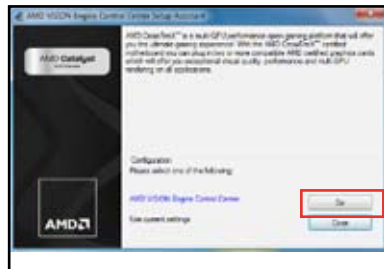 AMD VISION Engine Control Center Setup Assistant
AMD Catalyst
AMD CrossFireX™ is a multi-GPU performance open gaming platform that will offer
you the ultimate gaming experience. With the AMD CrossFireX™ certified
motherboard you can plug in two or more compatible AMD certified graphics cards
which will offer you exceptional visual quality, performance and multi-GPU
rendering on all applications.
Configuration
Please select one of the following:
AMD VISION Engine Control Center
Go
Use current settings
Close
AMD